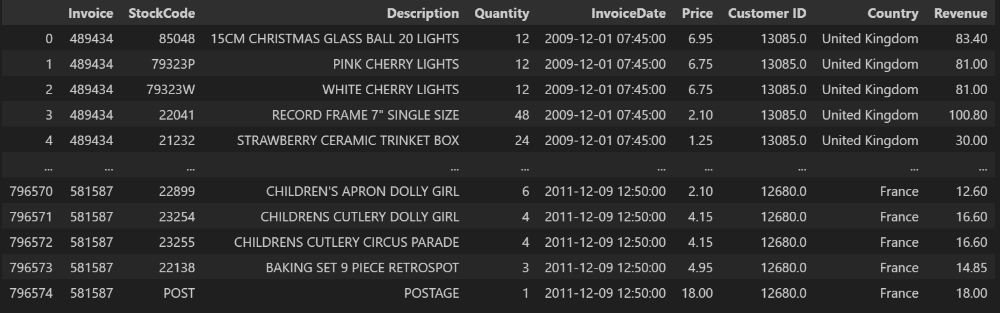 Invoice StockCode Description Quantity InvoiceDate Price Customer ID Country Revenue
0 489434 85048 15CM CHRISTMAS GLASS BALL 20 LIGHTS 12 2009-12-01 07:45:00 6.95 13085.0 United Kingdom 83.40
1 489434 79323P PINK CHERRY LIGHTS 12 2009-12-01 07:45:00 6.75 13085.0 United Kingdom 81.00
2 489434 79323W WHITE CHERRY LIGHTS 12 2009-12-01 07:45:00 6.75 13085.0 United Kingdom 81.00
3 489434 22041 RECORD FRAME 7" SINGLE SIZE 48 2009-12-01 07:45:00 2.10 13085.0 United Kingdom 100.80
4 489434 21232 STRAWBERRY CERAMIC TRINKET BOX 24 2009-12-01 07:45:00 1.25 13085.0 United Kingdom 30.00
... ... ... ... ... ... ... ... ... ...
796570 581587 22899 CHILDREN'S APRON DOLLY GIRL 6 2011-12-09 12:50:00 2.10 12680.0 France 12.60
796571 581587 23254 CHILDRENS CUTLERY DOLLY GIRL 4 2011-12-09 12:50:00 4.15 12680.0 France 16.60
796572 581587 23255 CHILDRENS CUTLERY CIRCUS PARADE 4 2011-12-09 12:50:00 4.15 12680.0 France 16.60
796573 581587 22138 BAKING SET 9 PIECE RETROSPOT 3 2011-12-09 12:50:00 4.95 12680.0 France 14.85
796574 581587 POST POSTAGE 1 2011-12-09 12:50:00 18.00 12680.0 France 18.00